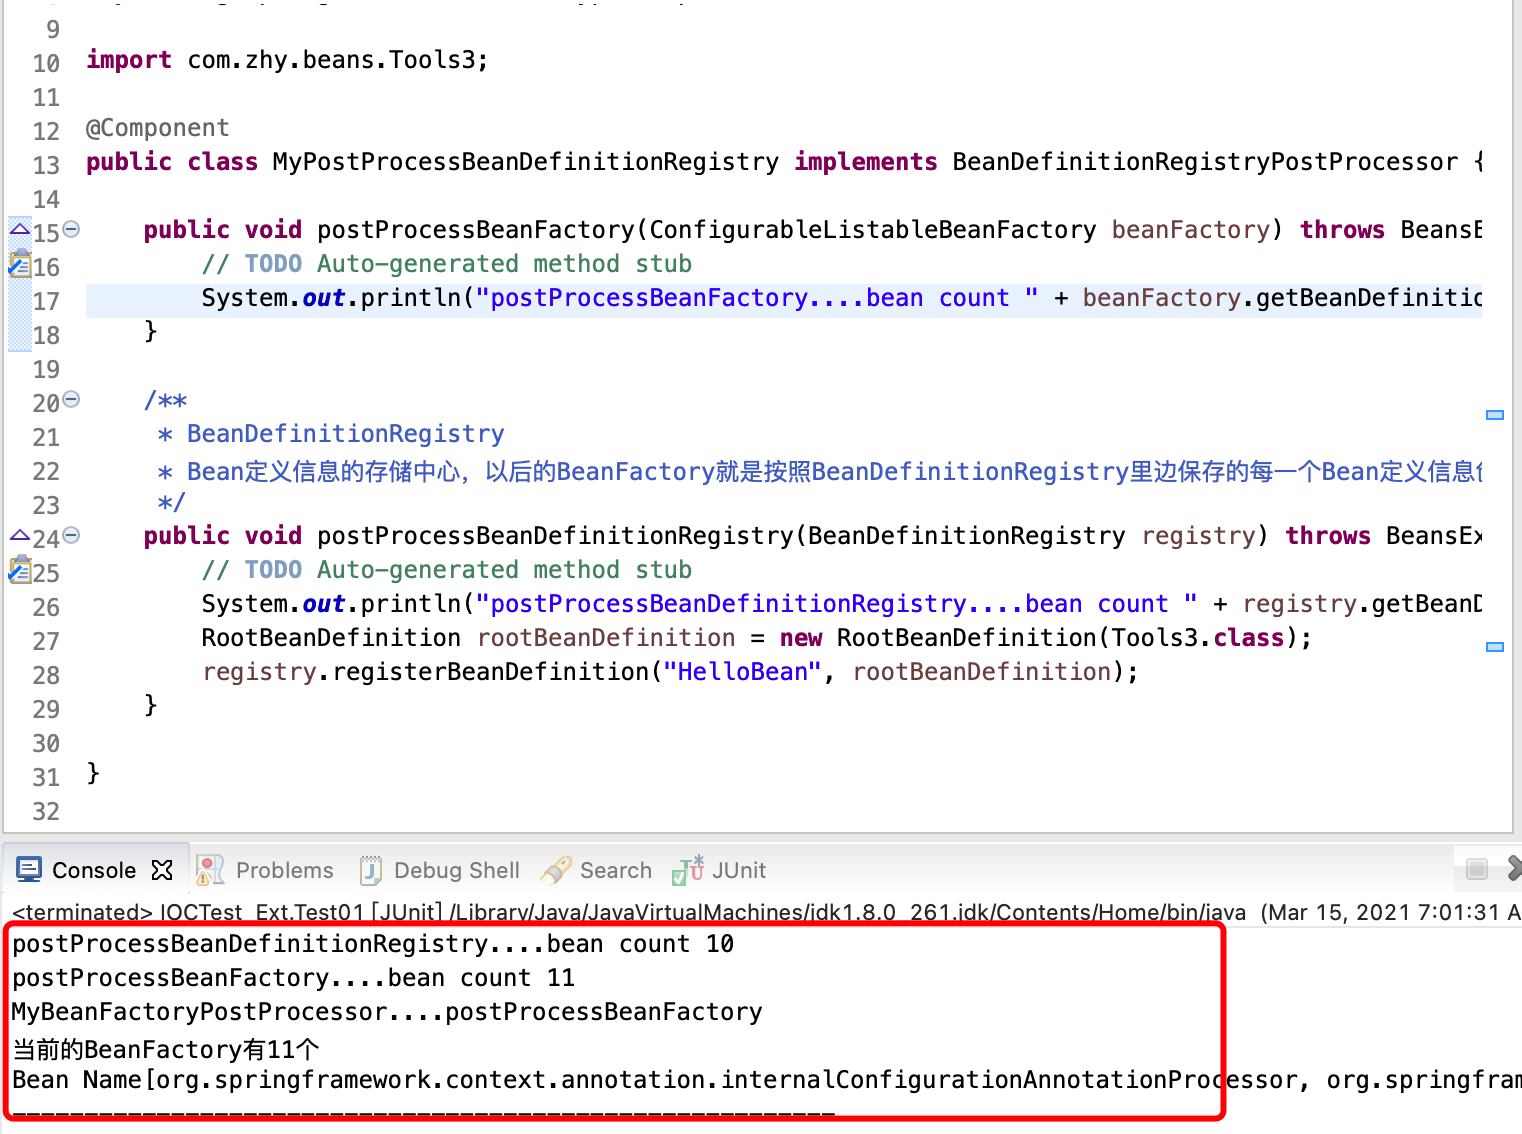 9
10 import com.zhy.beans.Tools3;
11
12 @Component
13 public class MyPostProcessBeanDefinitionRegistry implements BeanDefinitionRegistryPostProcessor {
14
15 public void postProcessBeanFactory(ConfigurableListableBeanFactory beanFactory) throws BeansE
16 // TODO Auto-generated method stub
17 System.out.println("postProcessBeanFactory....bean count " + beanFactory.getBeanDefinitio
18 }
19
20 /**
21 * BeanDefinitionRegistry
22 * Bean定义信息的存储中心，以后的BeanFactory就是按照BeanDefinitionRegistry里边保存的每一个Bean定义信息
23 */
24 public void postProcessBeanDefinitionRegistry(BeanDefinitionRegistry registry) throws BeansEx
25 // TODO Auto-generated method stub
26 System.out.println("postProcessBeanDefinitionRegistry....bean count " + registry.getBeanD
27 RootBeanDefinition rootBeanDefinition = new RootBeanDefinition(Tools3.class);
28 registry.registerBeanDefinition("HelloBean", rootBeanDefinition);
29 }
30
31 }
32
Console Problems Debug Shell Search JUnit
<terminated> IOCTest_Ext.Test01 [JUnit] /Library/Java/JavaVirtualMachines/jdk1.8.0_261.jdk/Contents/Home/bin/java (Mar 15, 2021 7:01:31 A
postProcessBeanDefinitionRegistry....bean count 10
postProcessBeanFactory....bean count 11
MyBeanFactoryPostProcessor....postProcessBeanFactory
当前的BeanFactory有11个
Bean Name[org.springframework.context.annotation.internalConfigurationAnnotationProcessor, org.springfram